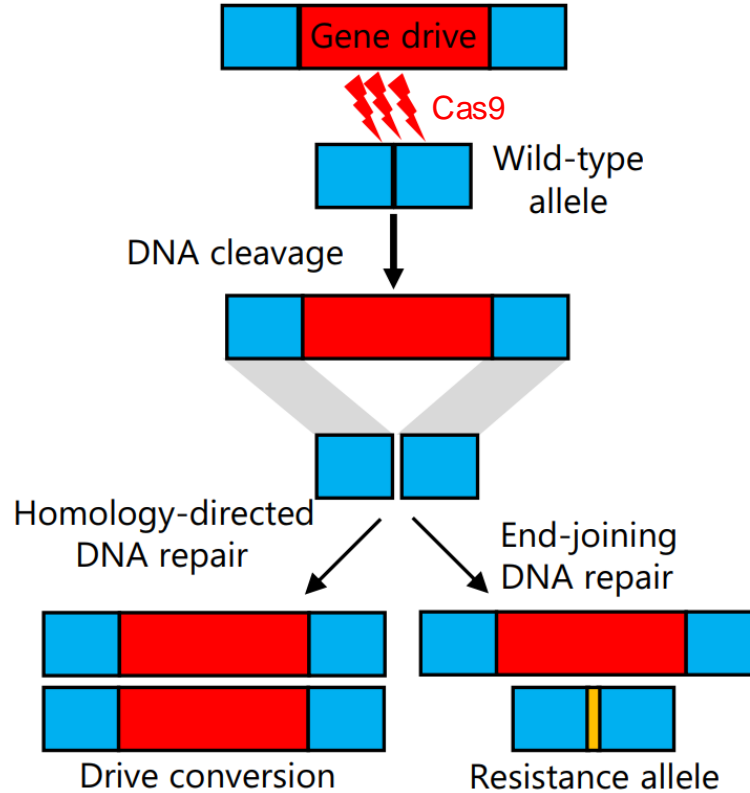 Gene drive
Cas9
Wild-type
allele
DNA cleavage
Homology-directed
DNA repair
End-joining
DNA repair
Drive conversion
Resistance allele